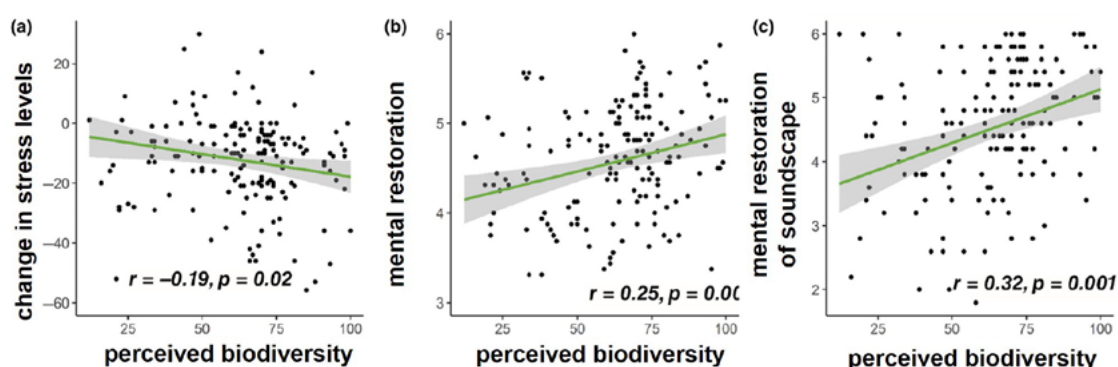 (a)
change in stress levels
20
0
−20
−40
−60
r = −0.19, p = 0.02
25
50
75
100
perceived biodiversity
(b)
mental restoration
6
5
4
3
r = 0.25, p = 0.00
25
50
75
100
perceived biodiversity
(c)
mental restoration
of soundscape
6
5
4
3
2
r = 0.32, p = 0.001
25
50
75
100
perceived biodiversity